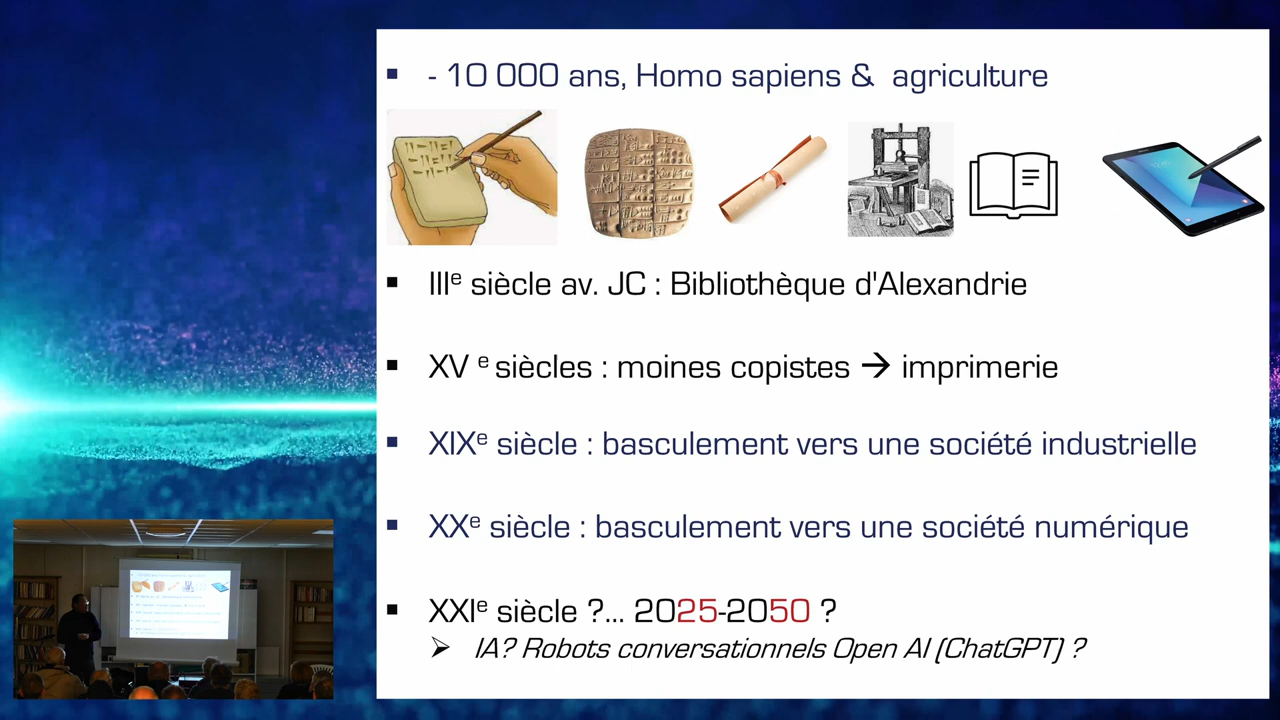 - 10 000 ans, Homo sapiens & agriculture
IIIe siècle av. JC : Bibliothèque d'Alexandrie
XV e siècles : moines copistes → imprimerie
XIXe siècle : basculement vers une société industrielle
XXe siècle : basculement vers une société numérique
XXIe siècle ?... 2025-2050 ?
IA? Robots conversationnels Open AI (ChatGPT) ?